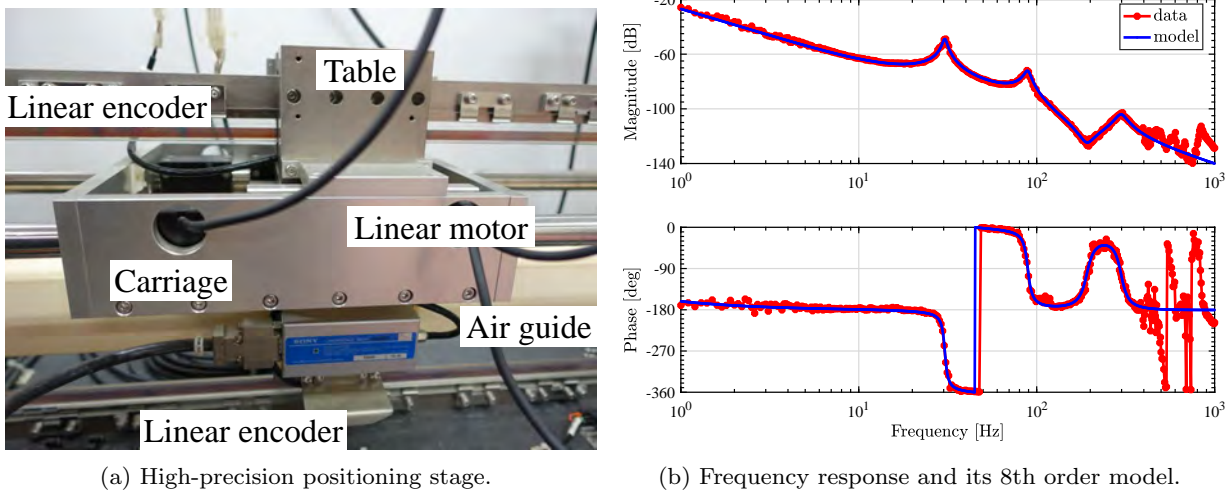 Table
Linear encoder
Linear motor
Carriage
Air guide
SONY
Linear encoder
(a) High-precision positioning stage.
-20
-60
-100
-140
Magnitude [dB]
data
model
10^0
10^1
10^2
10^3
0
-90
-180
-270
-360
Phase [deg]
10^0
10^1
10^2
10^3
Frequency [Hz]
(b) Frequency response and its 8th order model.